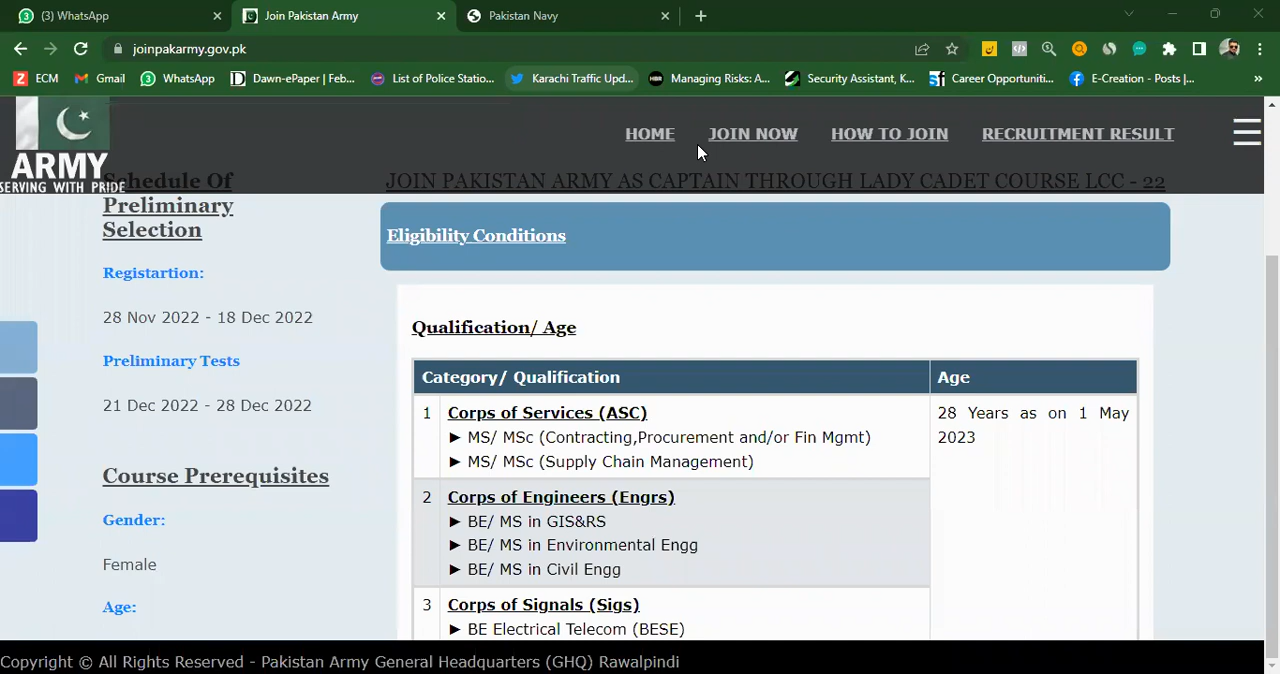 3
(3) WhatsApp
Join Pakistan Army
Pakistan Navy
joinpakarmy.gov.pk
Z ECM
Gmail
3 WhatsApp
Dawn-ePaper | Feb...
List of Police Statio...
Karachi Traffic Upd...
Managing Risks: A...
Security Assistant, K...
Career Opportuniti...
E-Creation - Posts |...
»
ARMY
SERVING WITH PRIDE
HOME
JOIN NOW
HOW TO JOIN
RECRUITMENT RESULT
Schedule Of
Preliminary
Selection
Registartion:
28 Nov 2022 - 18 Dec 2022
Preliminary Tests
21 Dec 2022 - 28 Dec 2022
Course Prerequisites
Gender:
Female
Age:
JOIN PAKISTAN ARMY AS CAPTAIN THROUGH LADY CADET COURSE LCC - 22
Eligibility Conditions
Qualification/ Age
Category/ Qualification
Age
1 Corps of Services (ASC)
► MS/ MSc (Contracting,Procurement and/or Fin Mgmt)
► MS/ MSc (Supply Chain Management)
28 Years as on 1 May
2023
2 Corps of Engineers (Engrs)
► BE/ MS in GIS&RS
► BE/ MS in Environmental Engg
► BE/ MS in Civil Engg
3 Corps of Signals (Sigs)
► BE Electrical Telecom (BESE)
Copyright © All Rights Reserved - Pakistan Army General Headquarters (GHQ) Rawalpindi